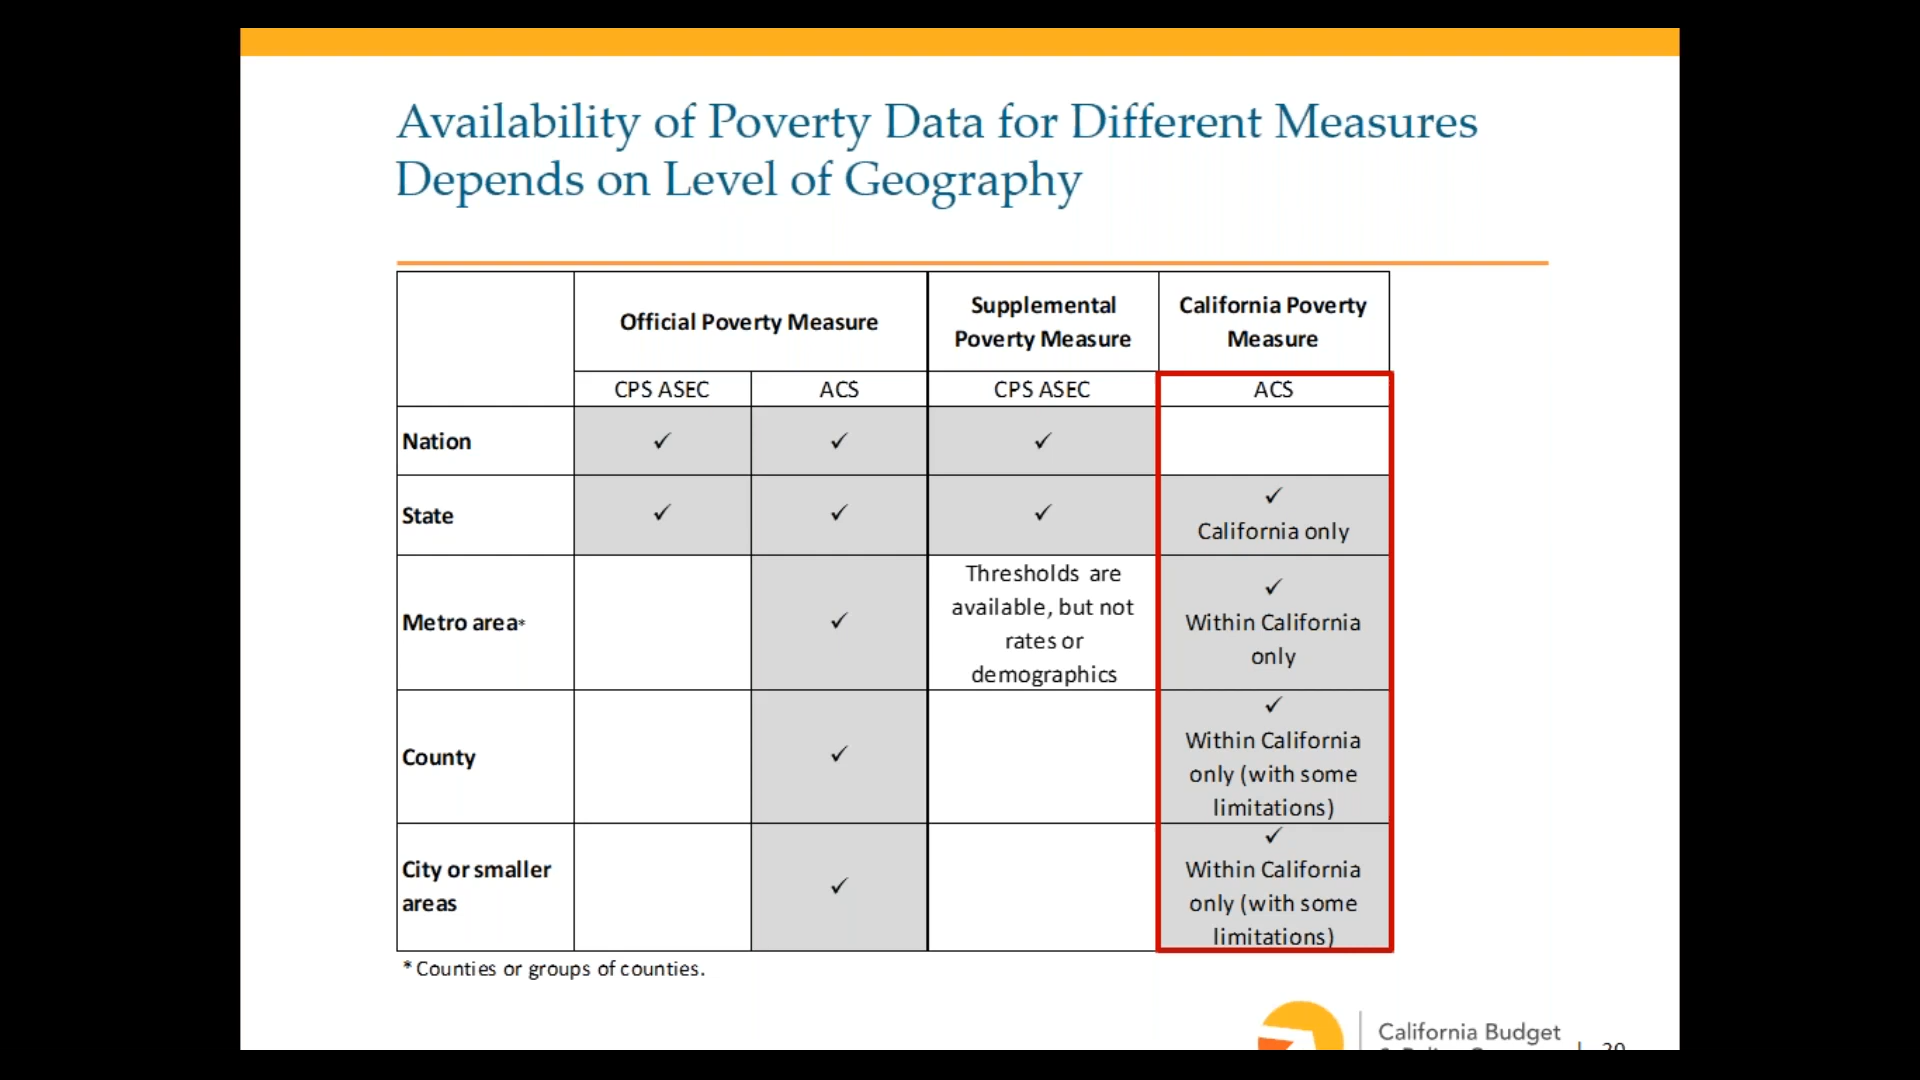 Availability of Poverty Data for Different Measures
Depends on Level of Geography
Official Poverty Measure
Supplemental
Poverty Measure
California Poverty
Measure
CPS ASEC
ACS
CPS ASEC
ACS
Nation
✓
✓
✓
State
✓
✓
✓
✓
California only
Metro area*
✓
Thresholds are
available, but not
rates or
demographics
✓
Within California
only
County
✓
✓
Within California
only (with some
limitations)
City or smaller
areas
✓
✓
Within California
only (with some
limitations)
* Counties or groups of counties.
California Budget